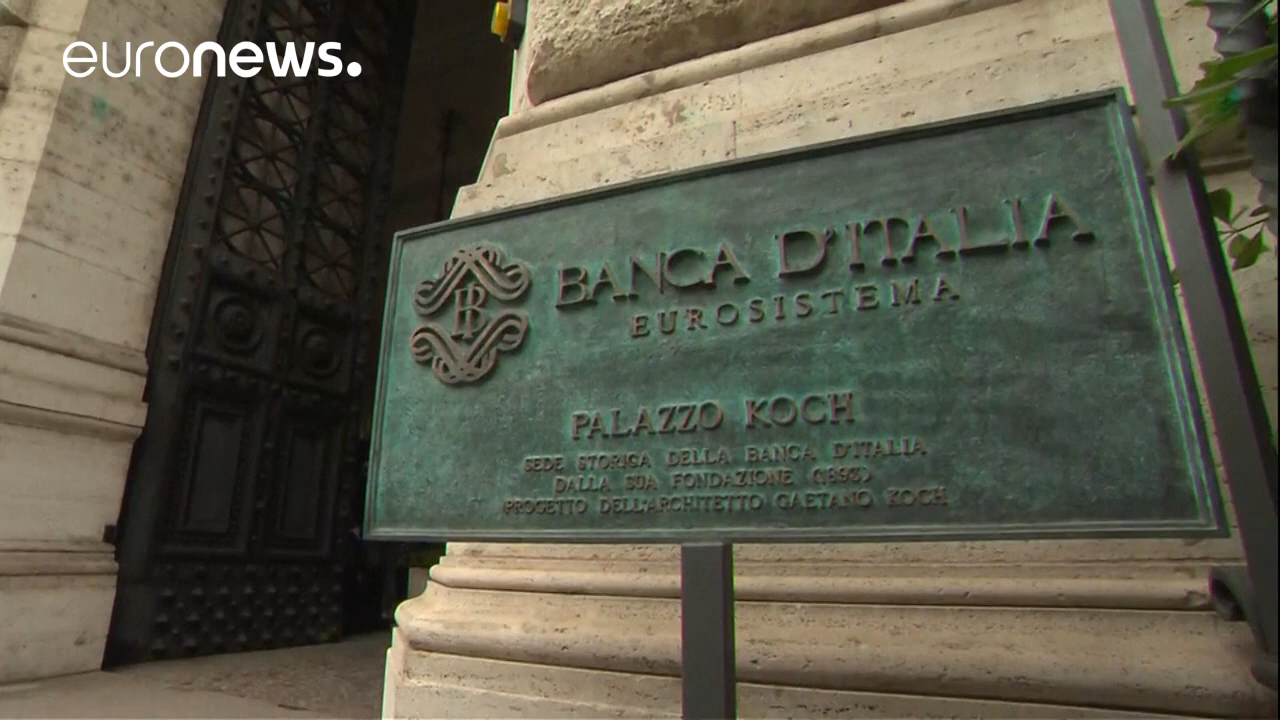 euronews.
BANCA D'ITALIA
EUROSISTEMA
BI
PALAZZO KOCH
SEDE STORICA DELLA BANCA D'ITALIA
DALLA SUA FONDAZIONE (1893)
PROGETTO DELL'ARCHITETTO GAETANO KOCH